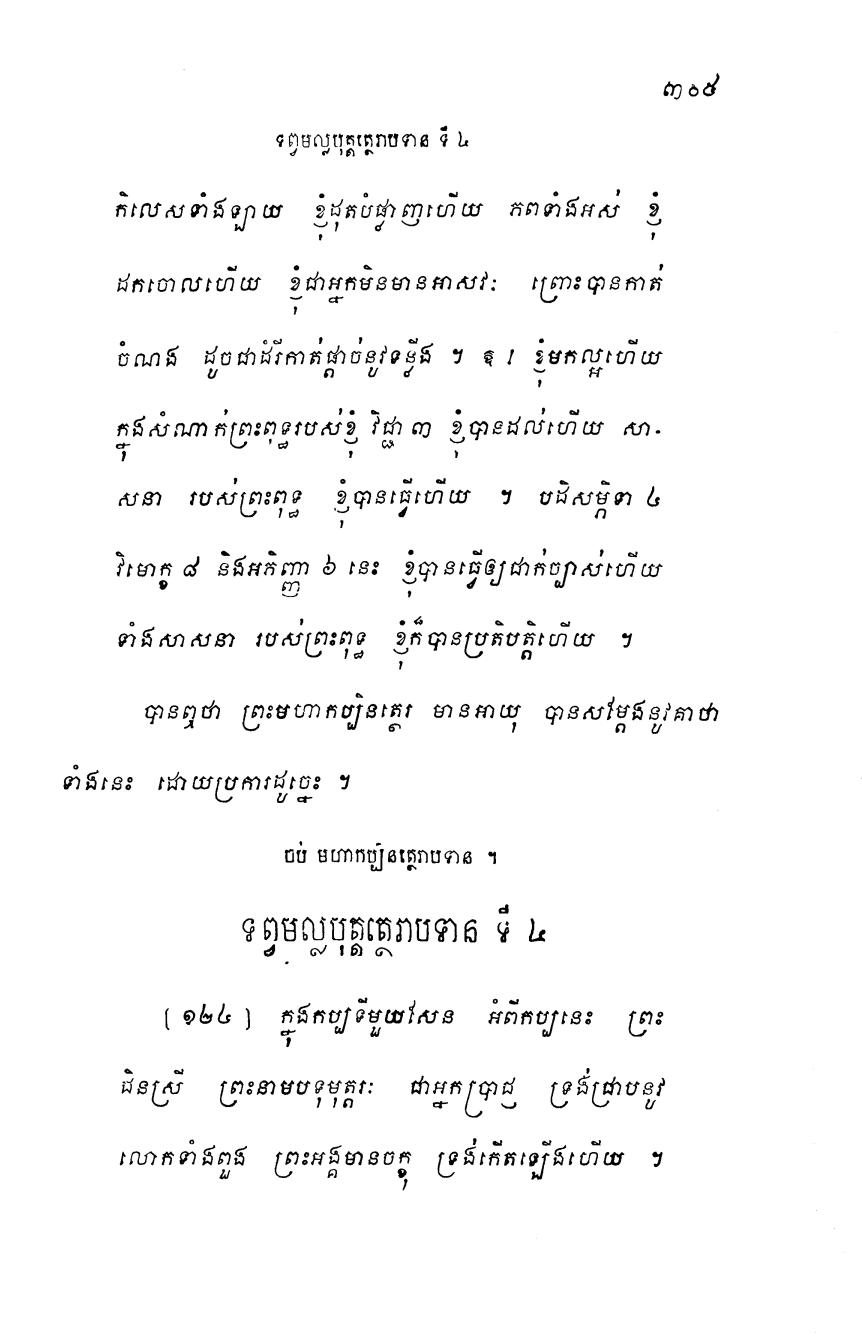 ៣១៥
ទព្វមល្លបុត្តត្ថេរាបទាន ទី ៤
កិលេសទាំងឡាយ ខ្ញុំដុតបំផ្លាញហើយ ភពទាំងអស់ ខ្ញុំ
ដកចោលហើយ ខ្ញុំជាអ្នកមិនមានអាសវៈ ព្រោះបានកាត់
ចំណង ដូចជាដំរីកាត់ផ្តាច់នូវទន្លីង ។ ឱ ! ខ្ញុំមកល្អហើយ
ក្នុងសំណាក់ព្រះពុទ្ធរបស់ខ្ញុំ វិជ្ជា ៣ ខ្ញុំបានដល់ហើយ សា-
សនា របស់ព្រះពុទ្ធ ខ្ញុំបានធ្វើហើយ ។ បដិសម្ភិទា ៤
វិមោក្ខ ៨ និងអភិញ្ញា ៦ នេះ ខ្ញុំបានធ្វើឲ្យជាក់ច្បាស់ហើយ
ទាំងសាសនា របស់ព្រះពុទ្ធ ខ្ញុំក៏បានប្រតិបត្តិហើយ ។
បានឮថា ព្រះមហាកប្បិនត្ថេរ មានអាយុ បានសម្តែងនូវគាថា
ទាំងនេះ ដោយប្រការដូច្នេះ ។
ចប់ មហាកប្បិនត្ថេរាបទាន ។
ទព្វមល្លបុត្តត្ថេរាបទាន ទី ៤
[ ១២៤ ] ក្នុងកប្បទីមួយសែន អំពីកប្បនេះ ព្រះ
ជិនស្រី ព្រះនាមបទុមុត្តរៈ ជាអ្នកប្រាជ្ញ ទ្រង់ជ្រាបនូវ
លោកទាំងពួង ព្រះអង្គមានចក្ខុ ទ្រង់កើតឡើងហើយ ។